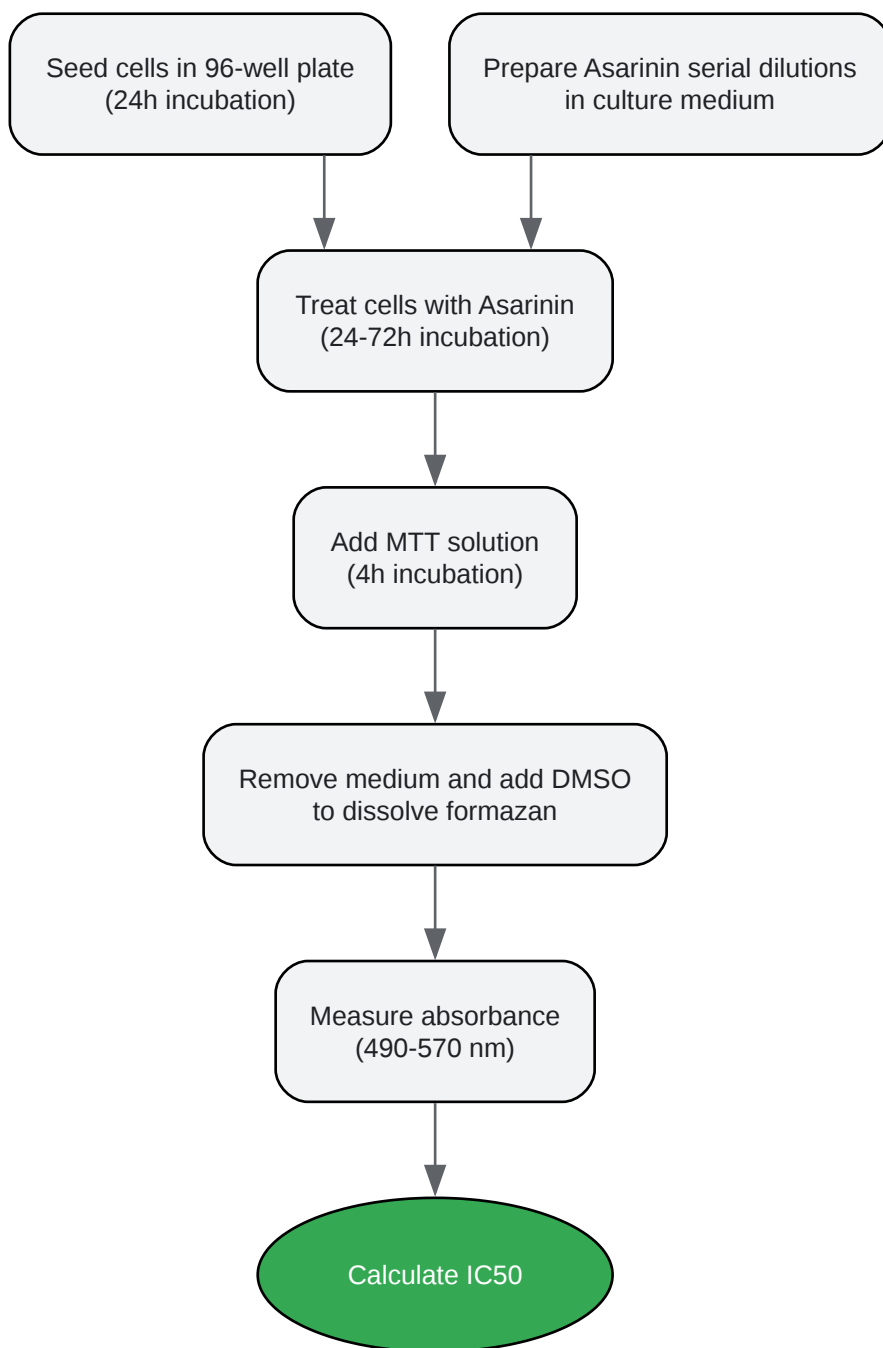 Seed cells in 96-well plate
(24h incubation)
Prepare Asarinin serial dilutions
in culture medium
Treat cells with Asarinin
(24-72h incubation)
Add MTT solution
(4h incubation)
Remove medium and add DMSO
to dissolve formazan
Measure absorbance
(490-570 nm)
Calculate IC50